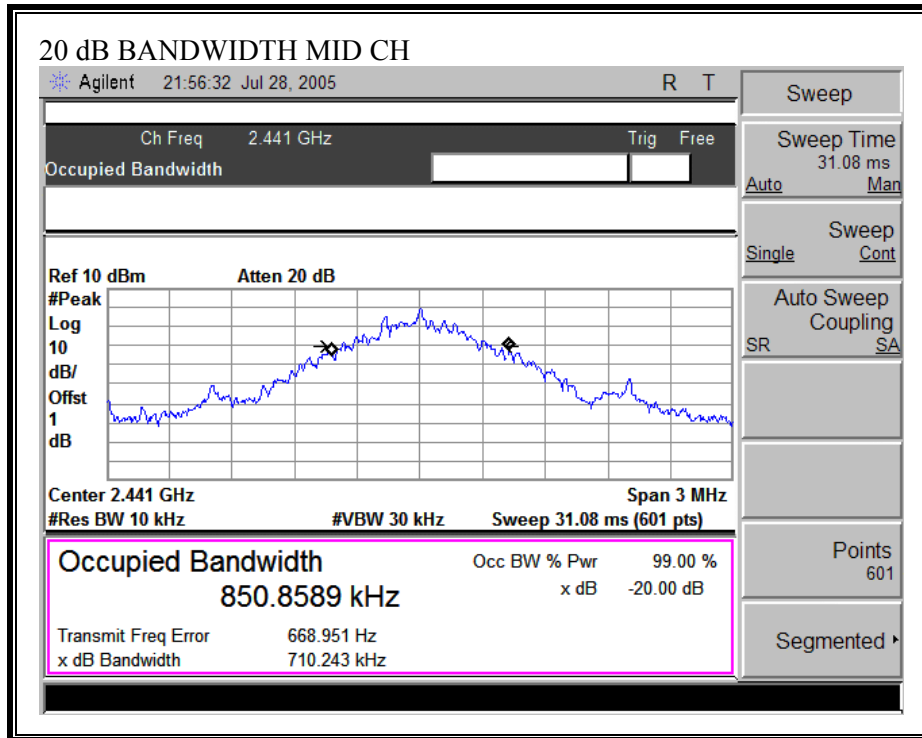 20 dB BANDWIDTH MID CH
Agilent 21:56:32 Jul 28, 2005 R T
Ch Freq 2.441 GHz Trig Free
Occupied Bandwidth
Ref 10 dBm Atten 20 dB
#Peak
Log
10
dB/
Offst
1
dB
Center 2.441 GHz Span 3 MHz
#Res BW 10 kHz #VBW 30 kHz Sweep 31.08 ms (601 pts)
Occupied Bandwidth Occ BW % Pwr 99.00 %
850.8589 kHz x dB -20.00 dB
Transmit Freq Error 668.951 Hz
x dB Bandwidth 710.243 kHz
Sweep
Sweep Time
31.08 ms
Auto Man
Sweep
Single Cont
Auto Sweep
Coupling
SR SA
Points
601
Segmented